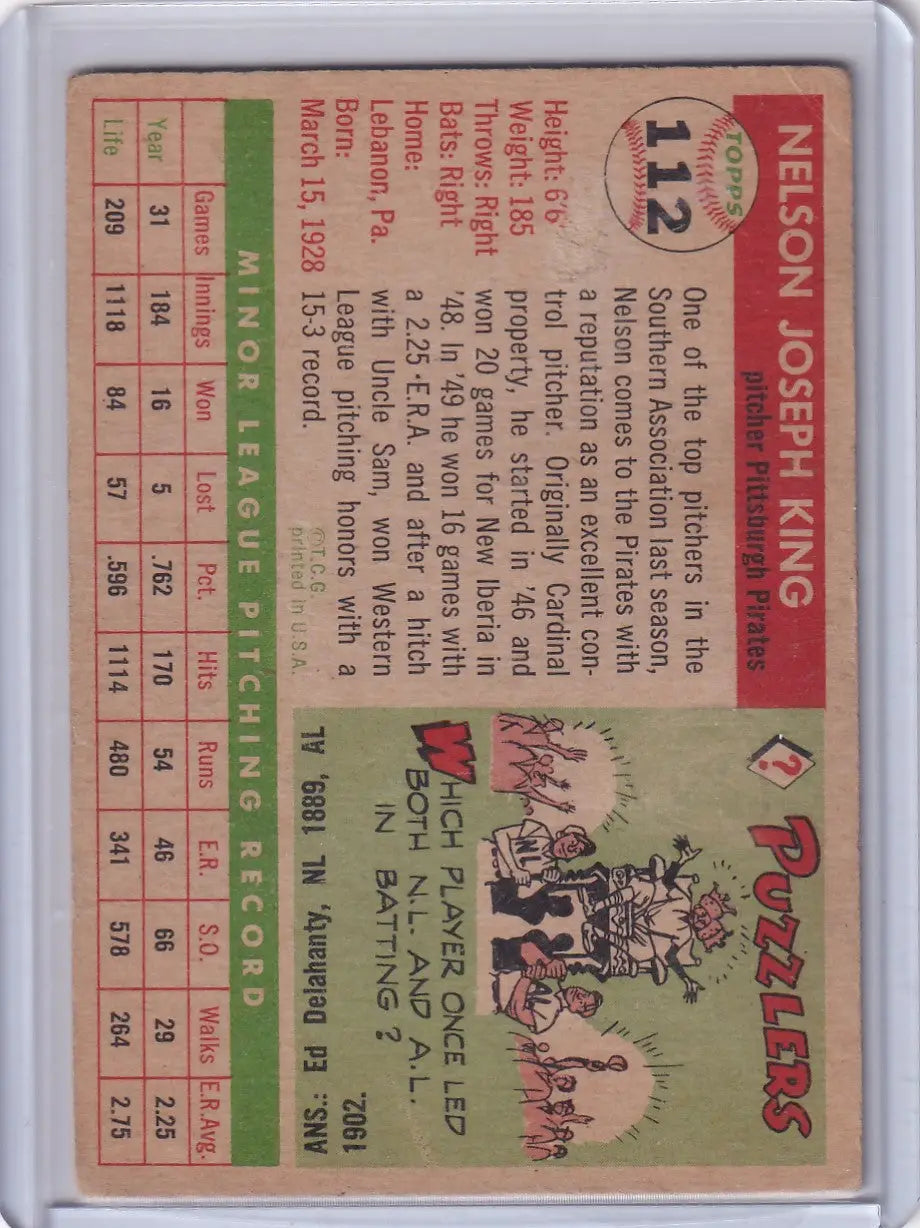 NELSON JOSEPH KING
pitcher Pittsburgh Pirates
TOPPS
112
Height: 6'6"
Weight: 185
Throws: Right
Bats: Right
Home:
Lebanon, Pa.
Born:
March 15, 1928
One of the top pitchers in the
Southern Association last season,
Nelson comes to the Pirates with
a reputation as an excellent con-
trol pitcher. Originally Cardinal
property, he started in '46 and
won 20 games for New Iberia in
'48. In '49 he won 16 games with
a 2.25 E.R.A. and after a hitch
with Uncle Sam, won Western
League pitching honors with a
15-3 record.
©T.C.G.
printed in U.S.A.
?
PUZZLERS
NL
AL
WHICH PLAYER ONCE LED
BOTH N.L. AND A.L.
IN BATTING?
ANS.: Ed Delahanty, NL 1889, AL
1902.
MINOR LEAGUE PITCHING RECORD
Games Innings Won Lost Pct. Hits Runs E.R. S.O. Walks E.R.Avg.
Year 31 184 16 5 .762 170 54 46 66 29 2.25
Life 209 1118 84 57 .596 1114 480 341 578 264 2.75